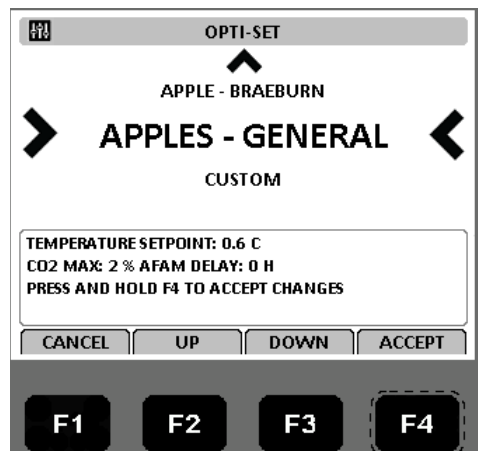 OPTI-SET
APPLE - BRAEBURN
APPLES - GENERAL
CUSTOM
TEMPERATURE SETPOINT: 0.6 C
CO2 MAX: 2 % AFAM DELAY: 0 H
PRESS AND HOLD F4 TO ACCEPT CHANGES
CANCEL UP DOWN ACCEPT
F1 F2 F3 F4